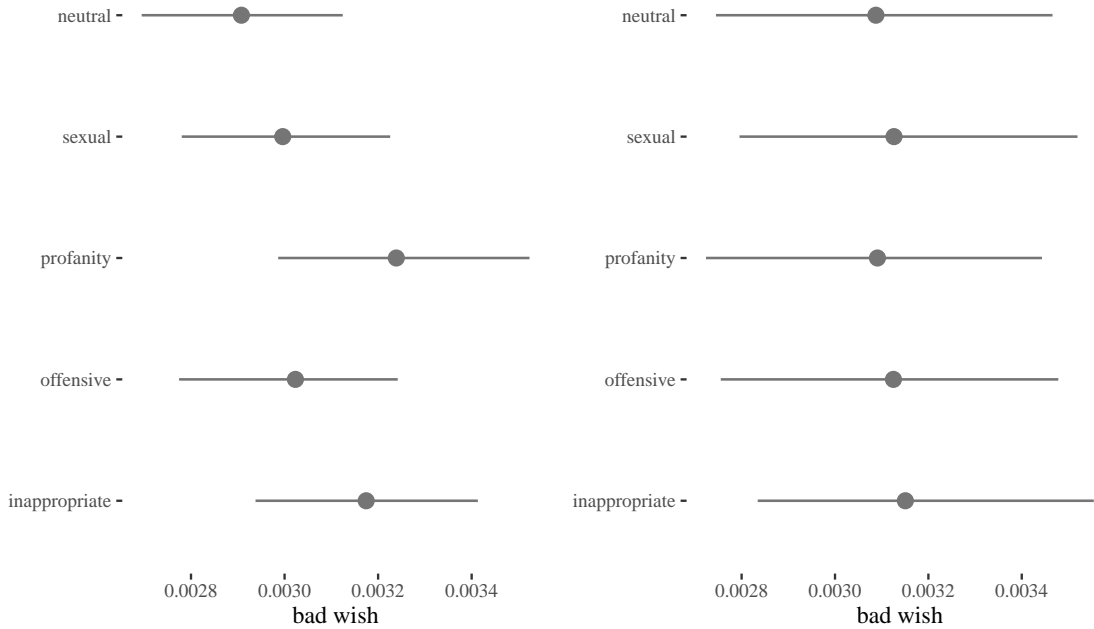 neutral
sexual
profanity
offensive
inappropriate
0.0028 0.0030 0.0032 0.0034
bad wish
neutral
sexual
profanity
offensive
inappropriate
0.0028 0.0030 0.0032 0.0034
bad wish